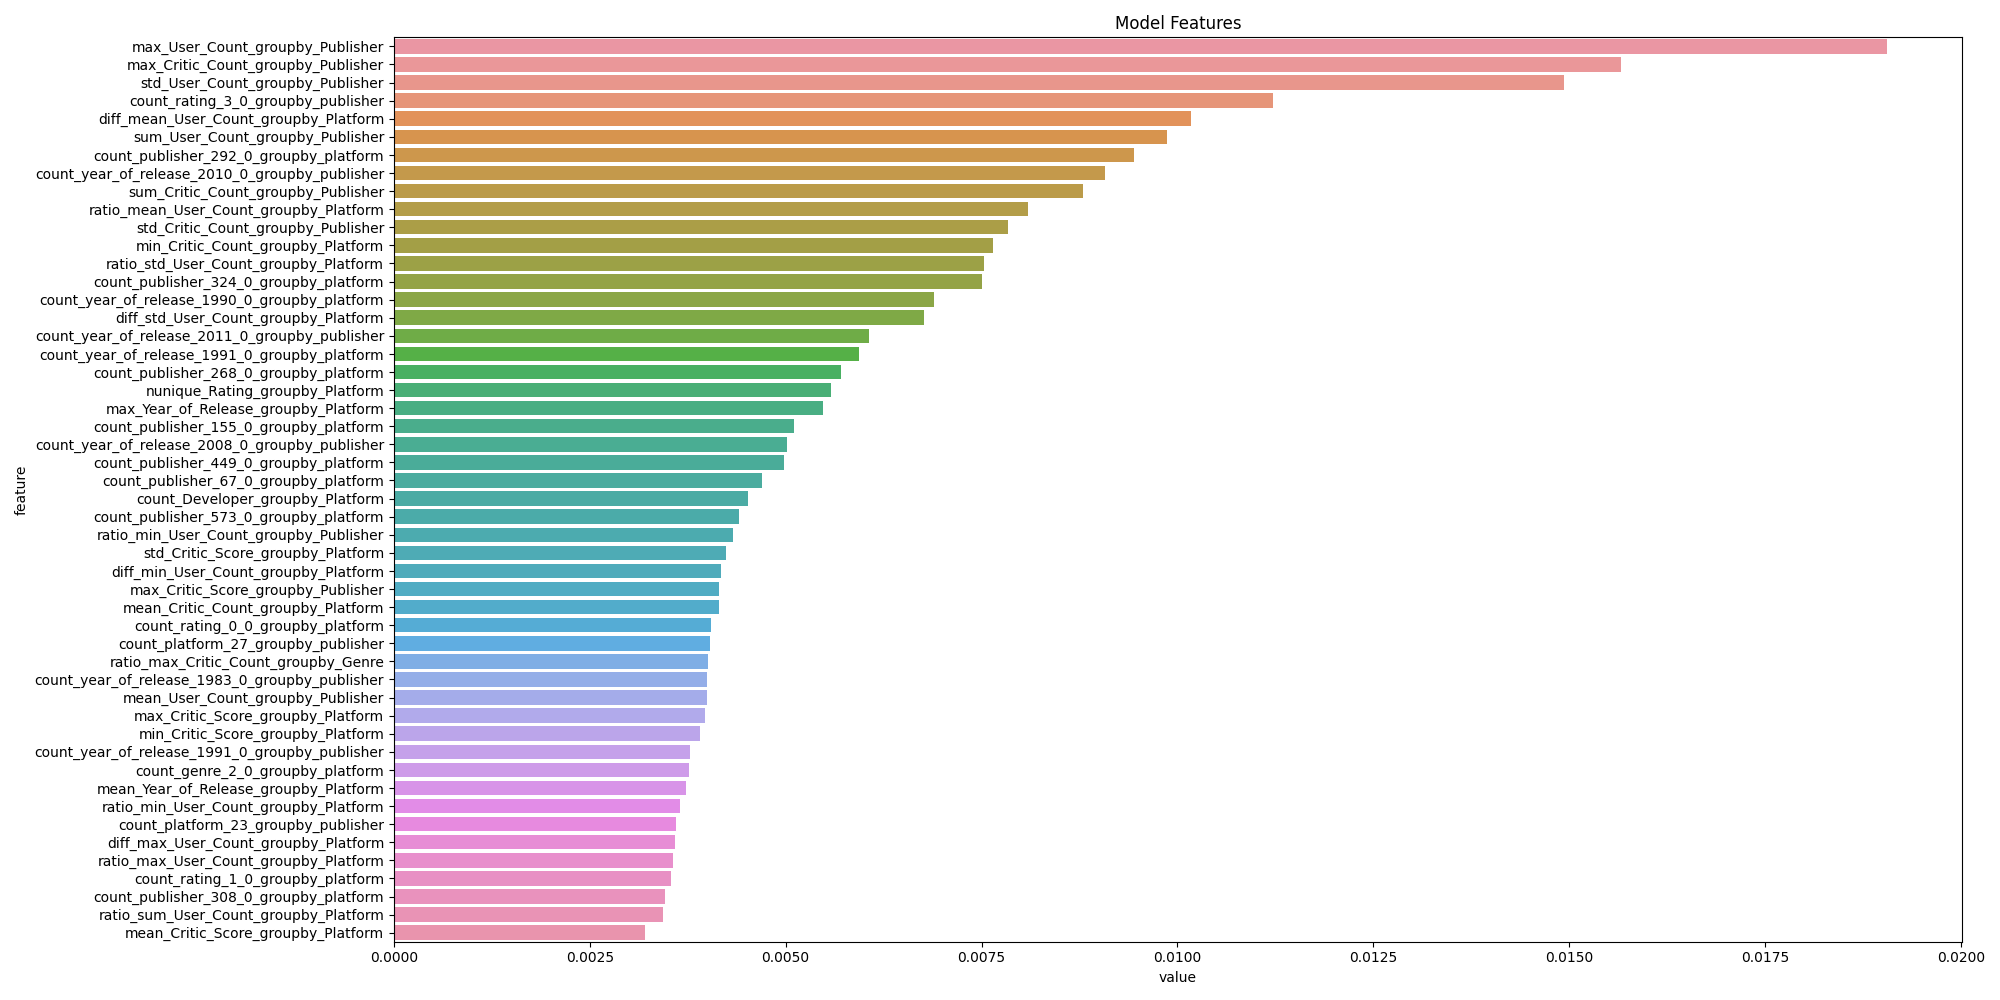 Model Features
max_User_Count_groupby_Publisher
max_Critic_Count_groupby_Publisher
std_User_Count_groupby_Publisher
count_rating_3_0_groupby_publisher
diff_mean_User_Count_groupby_Platform
sum_User_Count_groupby_Publisher
count_publisher_292_0_groupby_platform
count_year_of_release_2010_0_groupby_publisher
sum_Critic_Count_groupby_Publisher
ratio_mean_User_Count_groupby_Platform
std_Critic_Count_groupby_Publisher
min_Critic_Count_groupby_Platform
ratio_std_User_Count_groupby_Platform
count_publisher_324_0_groupby_platform
count_year_of_release_1990_0_groupby_platform
diff_std_User_Count_groupby_Platform
count_year_of_release_2011_0_groupby_publisher
count_year_of_release_1991_0_groupby_platform
count_publisher_268_0_groupby_platform
nunique_Rating_groupby_Platform
max_Year_of_Release_groupby_Platform
count_publisher_155_0_groupby_platform
count_year_of_release_2008_0_groupby_publisher
count_publisher_449_0_groupby_platform
count_publisher_67_0_groupby_platform
count_Developer_groupby_Platform
count_publisher_573_0_groupby_platform
ratio_min_User_Count_groupby_Publisher
std_Critic_Score_groupby_Platform
diff_min_User_Count_groupby_Platform
max_Critic_Score_groupby_Publisher
mean_Critic_Count_groupby_Platform
count_rating_0_0_groupby_platform
count_platform_27_groupby_publisher
ratio_max_Critic_Count_groupby_Genre
count_year_of_release_1983_0_groupby_publisher
mean_User_Count_groupby_Publisher
max_Critic_Score_groupby_Platform
min_Critic_Score_groupby_Platform
count_year_of_release_1991_0_groupby_publisher
count_genre_2_0_groupby_platform
mean_Year_of_Release_groupby_Platform
ratio_min_User_Count_groupby_Platform
count_platform_23_groupby_publisher
diff_max_User_Count_groupby_Platform
ratio_max_User_Count_groupby_Platform
count_rating_1_0_groupby_platform
count_publisher_308_0_groupby_platform
ratio_sum_User_Count_groupby_Platform
mean_Critic_Score_groupby_Platform
feature
0.0000 0.0025 0.0050 0.0075 0.0100 0.0125 0.0150 0.0175 0.0200
value